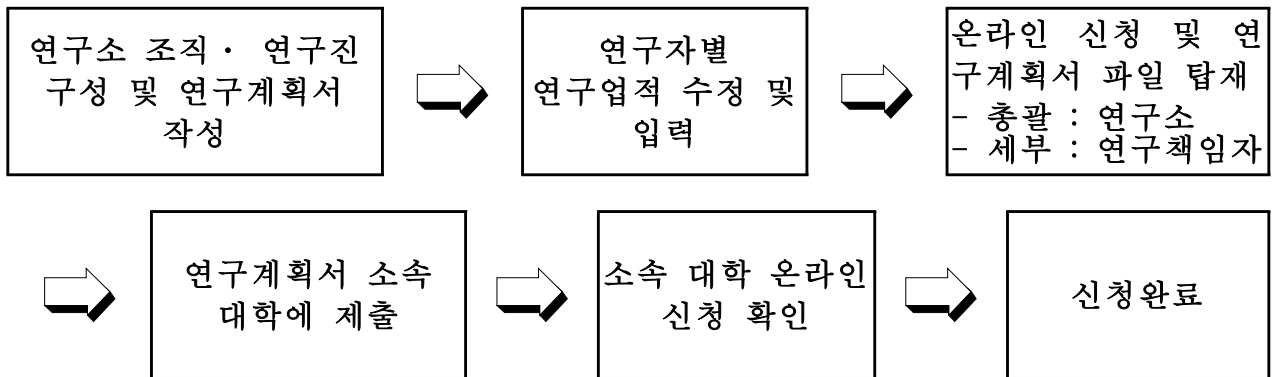 연구소 조직· 연구진
구성 및 연구계획서
작성
연구자별
연구업적 수정 및
입력
온라인 신청 및 연
구계획서 파일 탑재
- 총괄 : 연구소
- 세부 : 연구책임자
연구계획서 소속
대학에 제출
소속 대학 온라인
신청 확인
신청완료